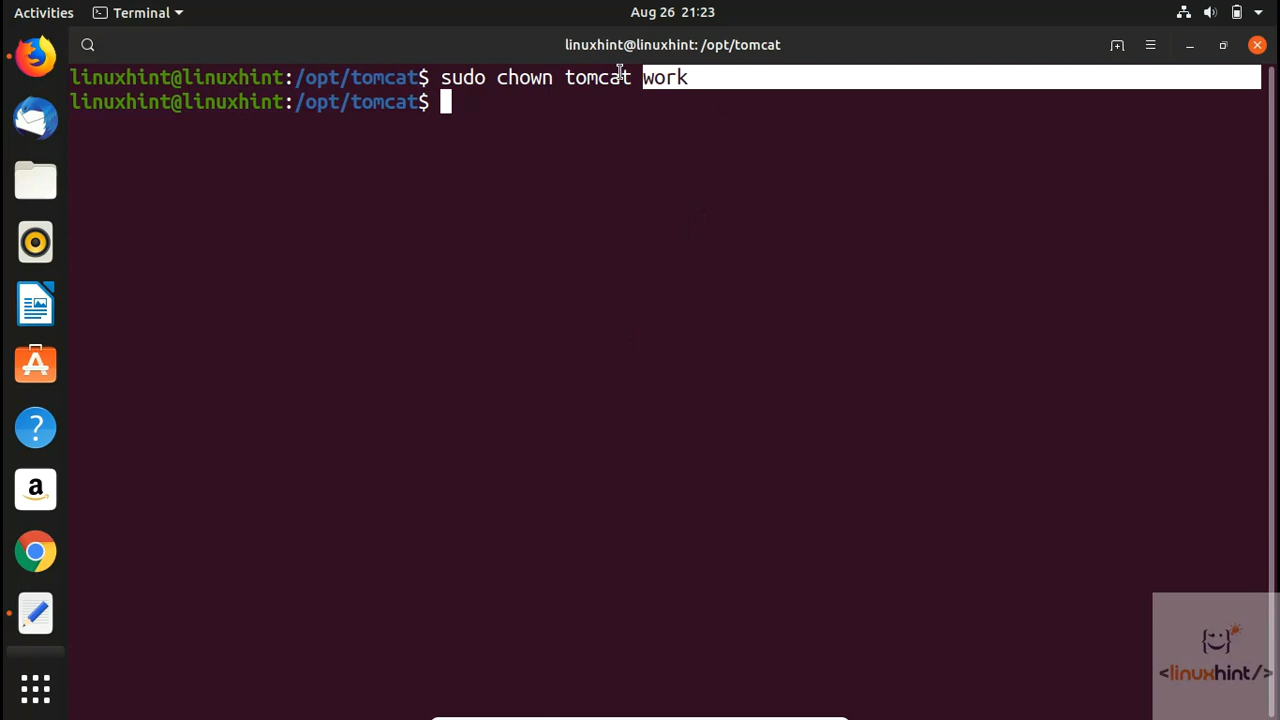 Activities
Terminal
Aug 26 21:23
linuxhint@linuxhint: /opt/tomcat
linuxhint@linuxhint:/opt/tomcat$ sudo chown tomcat work
linuxhint@linuxhint:/opt/tomcat$
?
a
{}
<linuxhint/>